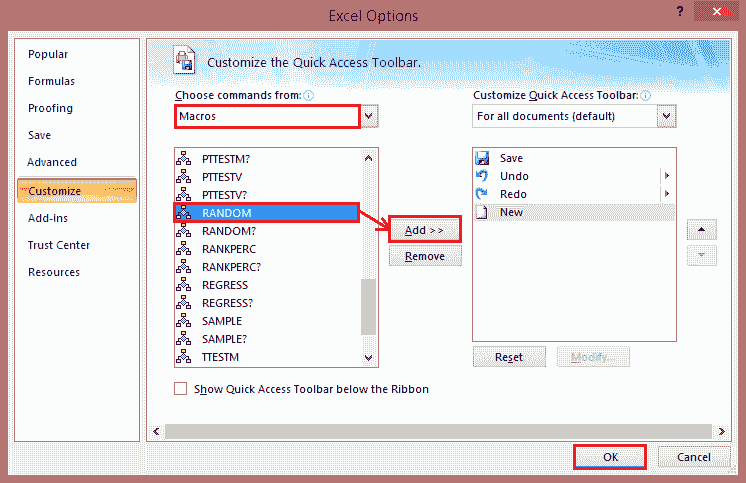 Excel Options
?
Popular
Formulas
Proofing
Save
Advanced
Customize
Add-Ins
Trust Center
Resources
Customize the Quick Access Toolbar.
Choose commands from:
Macros
PTTESTM?
PTTESTV
PTTESTV?
RANDOM
RANDOM?
RANKPERC
RANKPERC?
REGRESS
REGRESS?
SAMPLE
SAMPLE?
TTESTM
Add >>
Remove
Customize Quick Access Toolbar:
For all documents (default)
Save
Undo
Redo
New
Reset
Modify...
Show Quick Access Toolbar below the Ribbon
OK
Cancel